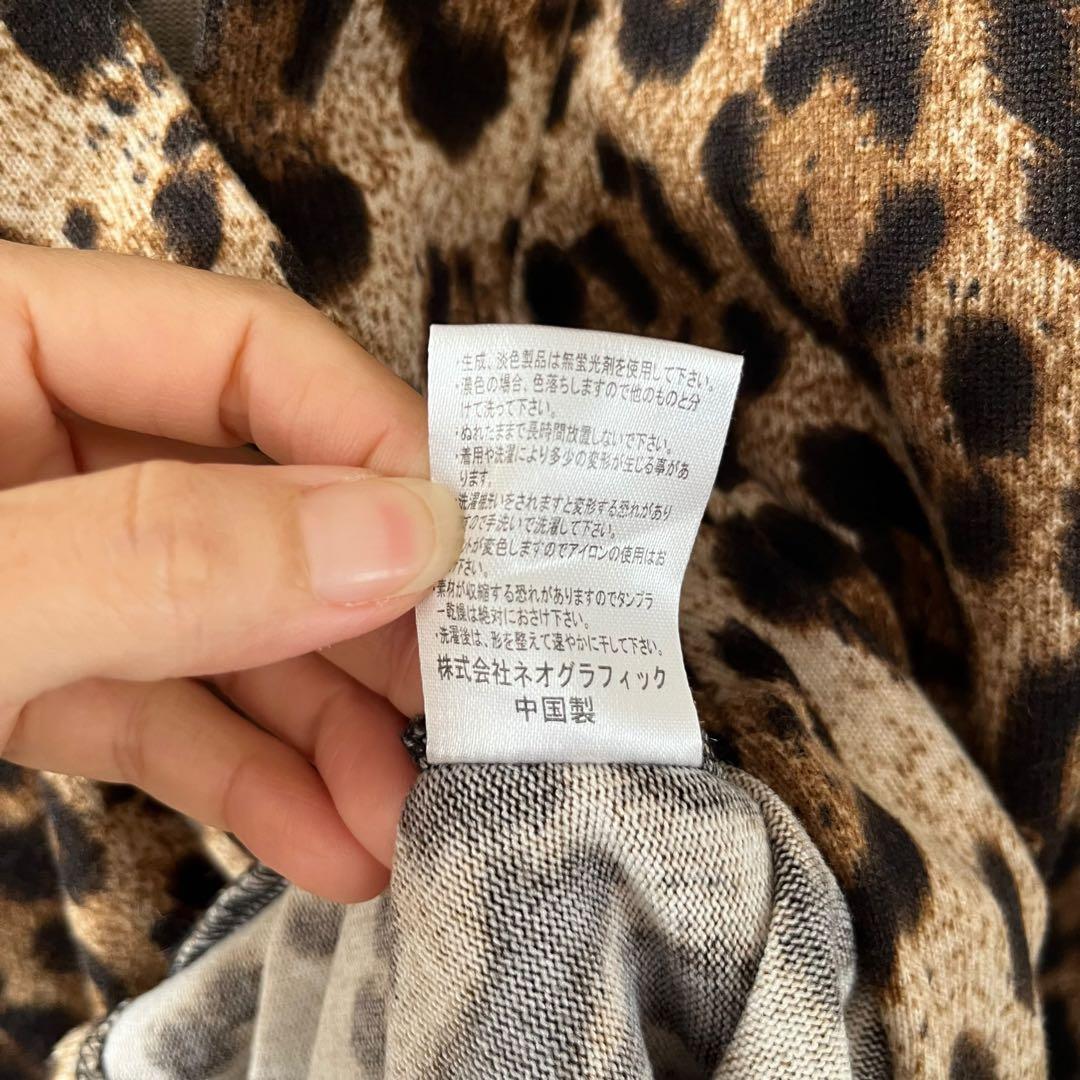 ・生成、淡色製品は無蛍光剤を使用して下さい。
・濃色の場合、色落ちしますので他のものと分
けて洗って下さい。
・ぬれたままで長時間放置しないで下さい。
・着用や洗濯により多少の変形が生じる事があ
ります。
洗濯機洗いをされますと変形する恐れがあり
すので手洗いで洗濯して下さい。
ントが変色しますのでアイロンの使用はお
下さい。
・素材が収縮する恐れがありますのでタンブラ
ー乾燥は絶対におさけ下さい。
・洗濯後は、形を整えて速やかに干して下さい。
株式会社ネオグラフィック
中国製